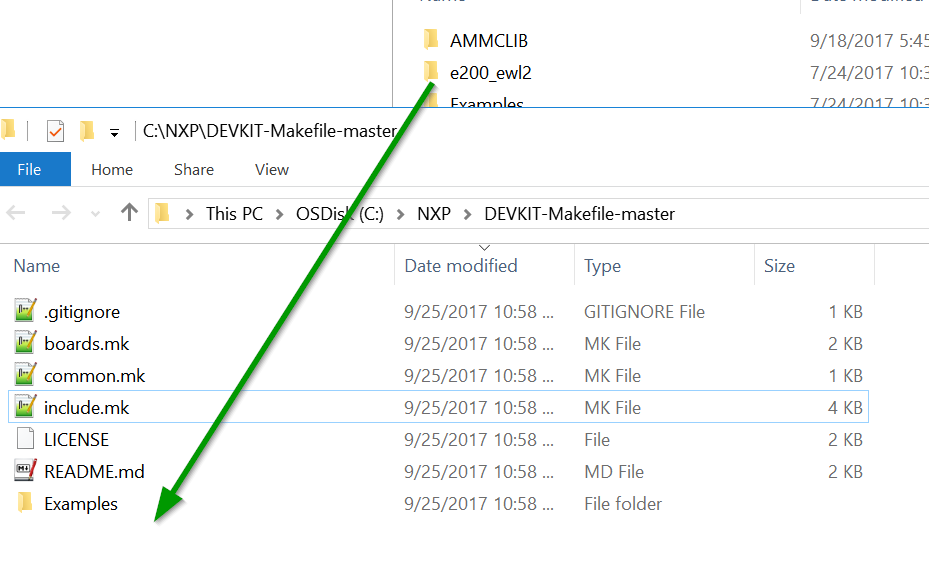 Name Date modified
AMMCLIB 9/18/2017 5:45
e200_ewl2 7/24/2017 10:3
Examples 7/24/2017 10:3
C:\NXP\DEVKIT-Makefile-master
File Home Share View
This PC > OSDisk (C:) > NXP > DEVKIT-Makefile-master
Name Date modified Type Size
.gitignore 9/25/2017 10:58 ... GITIGNORE File 1 KB
boards.mk 9/25/2017 10:58 ... MK File 2 KB
common.mk 9/25/2017 10:58 ... MK File 1 KB
include.mk 9/25/2017 10:58 ... MK File 4 KB
LICENSE 9/25/2017 10:58 ... File 2 KB
README.md 9/25/2017 10:58 ... MD File 2 KB
Examples 9/25/2017 10:58 ... File folder